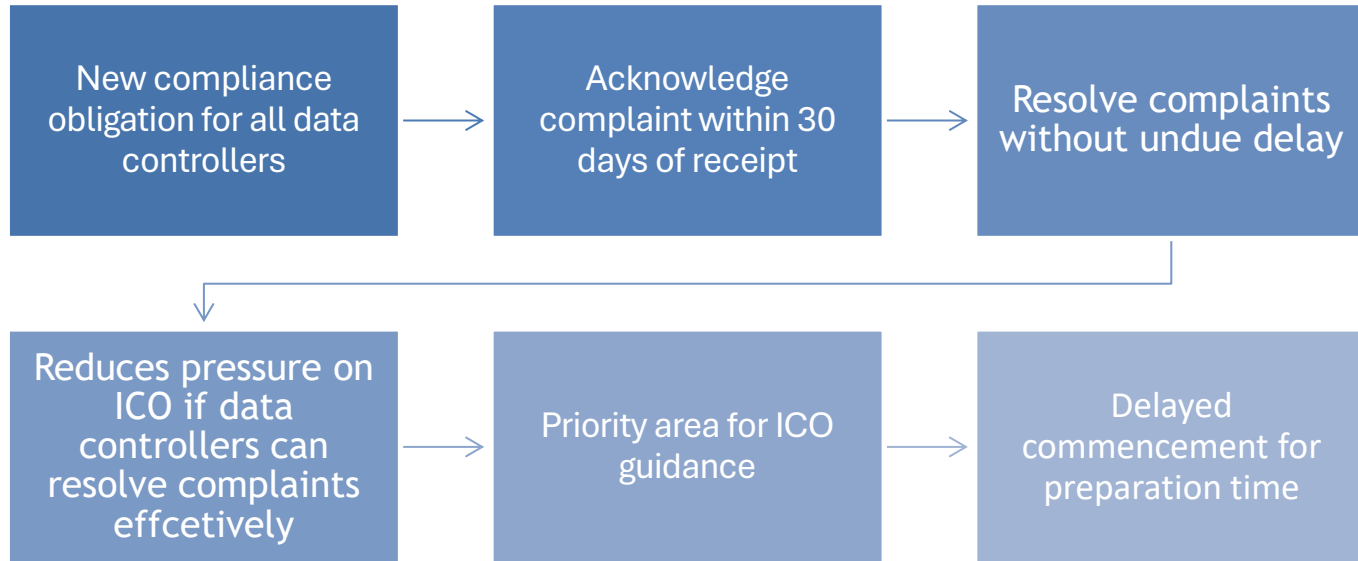 New compliance
obligation for all data
controllers
Acknowledge
complaint within 30
days of receipt
Resolve complaints
without undue delay
Reduces pressure on
ICO if data
controllers can
resolve complaints
effcetively
Priority area for ICO
guidance
Delayed
commencement for
preparation time